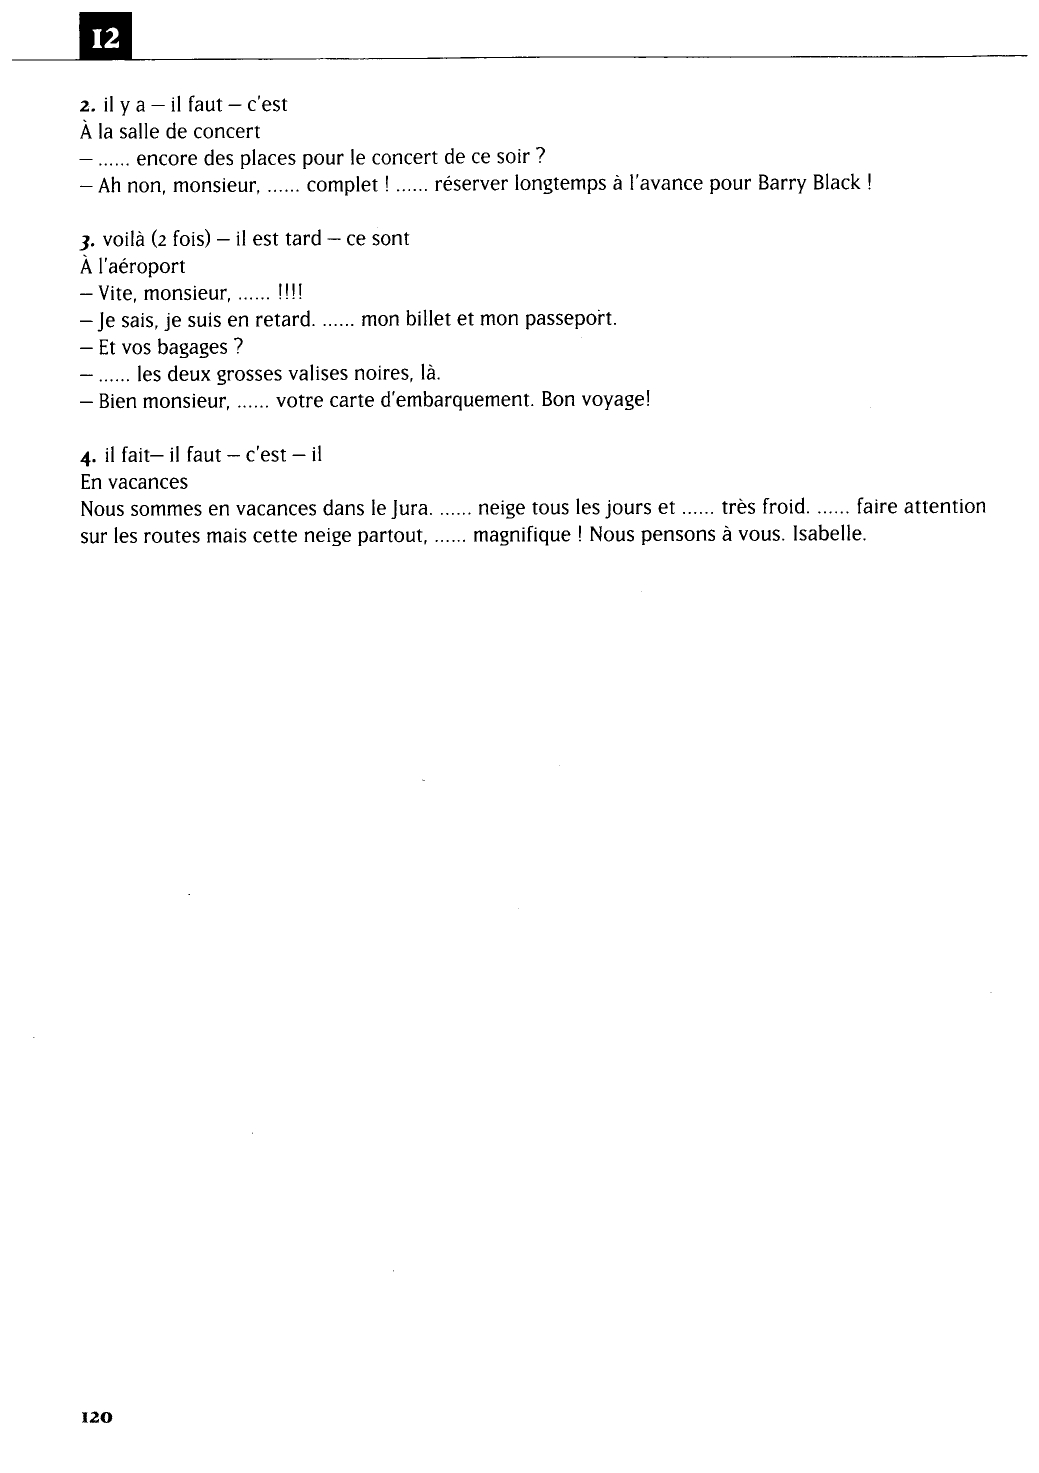 12
2. il y a – il faut – c'est
À la salle de concert
– ...... encore des places pour le concert de ce soir ?
– Ah non, monsieur, ...... complet ! ...... réserver longtemps à l'avance pour Barry Black !
3. voilà (2 fois) – il est tard – ce sont
À l'aéroport
– Vite, monsieur, ...... !!!!
– Je sais, je suis en retard. ...... mon billet et mon passeport.
– Et vos bagages ?
– ...... les deux grosses valises noires, là.
– Bien monsieur, ...... votre carte d'embarquement. Bon voyage!
4. il fait– il faut – c'est – il
En vacances
Nous sommes en vacances dans le Jura. ...... neige tous les jours et ...... très froid. ...... faire attention
sur les routes mais cette neige partout, ...... magnifique ! Nous pensons à vous. Isabelle.
120